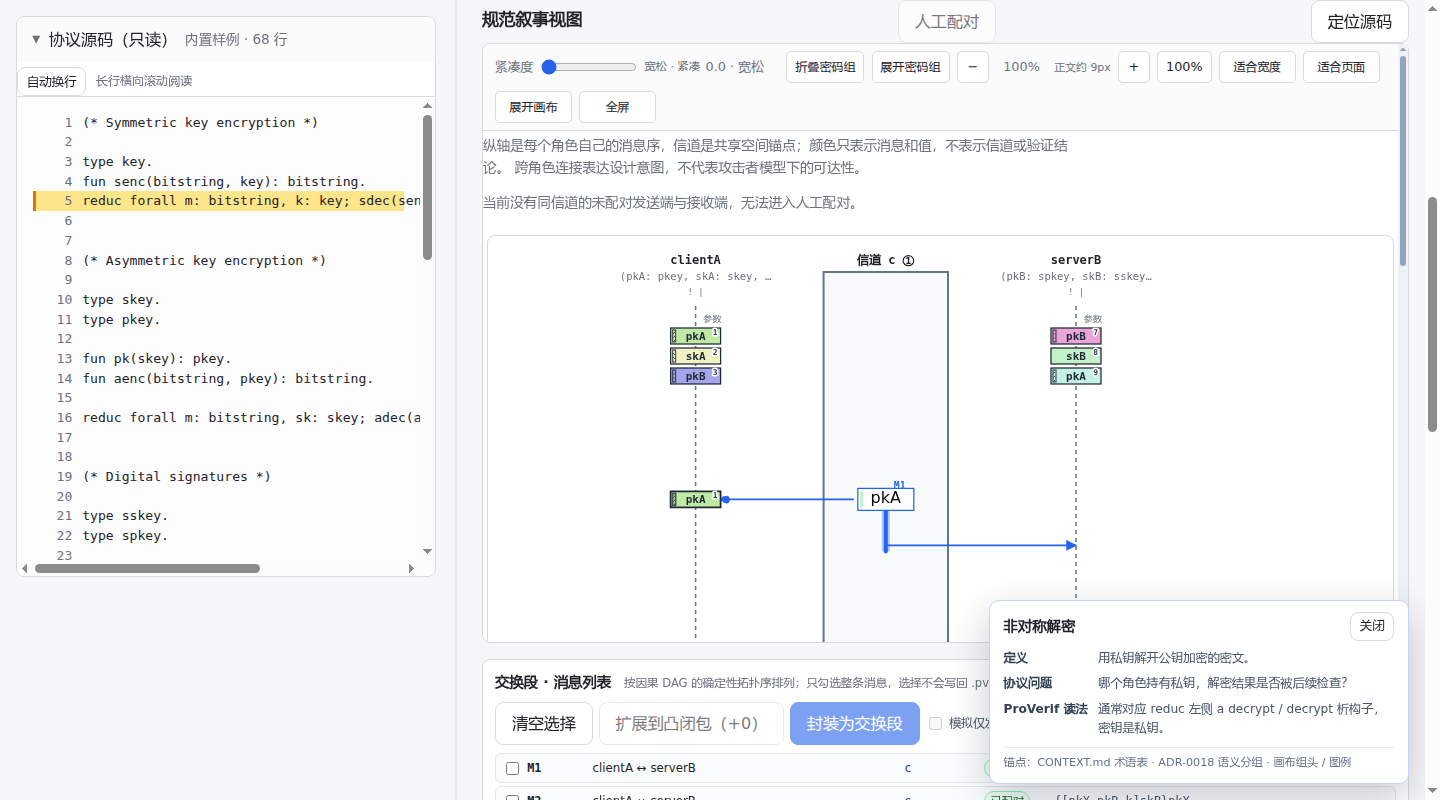 ▼ 协议源码（只读） 内置样例 · 68 行
自动换行 长行横向滚动阅读
1 (* Symmetric key encryption *)
2
3 type key.
4 fun senc(bitstring, key): bitstring.
5 reduc forall m: bitstring, k: key; sdec(sen
6
7
8 (* Asymmetric key encryption *)
9
10 type skey.
11 type pkey.
12
13 fun pk(skey): pkey.
14 fun aenc(bitstring, pkey): bitstring.
15
16 reduc forall m: bitstring, sk: skey; adec(a
17
18
19 (* Digital signatures *)
20
21 type sskey.
22 type spkey.
23
规范叙事视图 人工配对 定位源码
紧凑度 宽松 · 紧凑 0.0 · 宽松 折叠密码组 展开密码组 − 100% 正文约 9px + 100% 适合宽度 适合页面
展开画布 全屏
纵轴是每个角色自己的消息序，信道是共享空间锚点；颜色只表示消息和值，不表示信道或验证结
论。 跨角色连接表达设计意图，不代表攻击者模型下的可达性。
当前没有同信道的未配对发送端与接收端，无法进入人工配对。
clientA 信道 c ① serverB
(pkA: pkey, skA: skey, … (pkB: spkey, skB: sskey…
! | ! |
参数 参数
pkA 1 pkB 7
skA 2 skB 8
pkB 3 pkA 9
M1
pkA 1 pkA
交换段 · 消息列表 按因果 DAG 的确定性拓扑序排列；只勾选整条消息，选择不会写回 .pv
清空选择 扩展到凸闭包（+0） 封装为交换段 模拟仅发
M1 clientA ↔ serverB c
M2 clientA ↔ serverB c 已配对 {[pkX,pkB,k]skB}pkX
非对称解密 关闭
定义 用私钥解开公钥加密的密文。
协议问题 哪个角色持有私钥，解密结果是否被后续检查？
ProVerif 读法 通常对应 reduc 左侧 a decrypt / decrypt 析构子，
密钥是私钥。
锚点：CONTEXT.md 术语表 · ADR-0018 语义分组 · 画布组头 / 图例